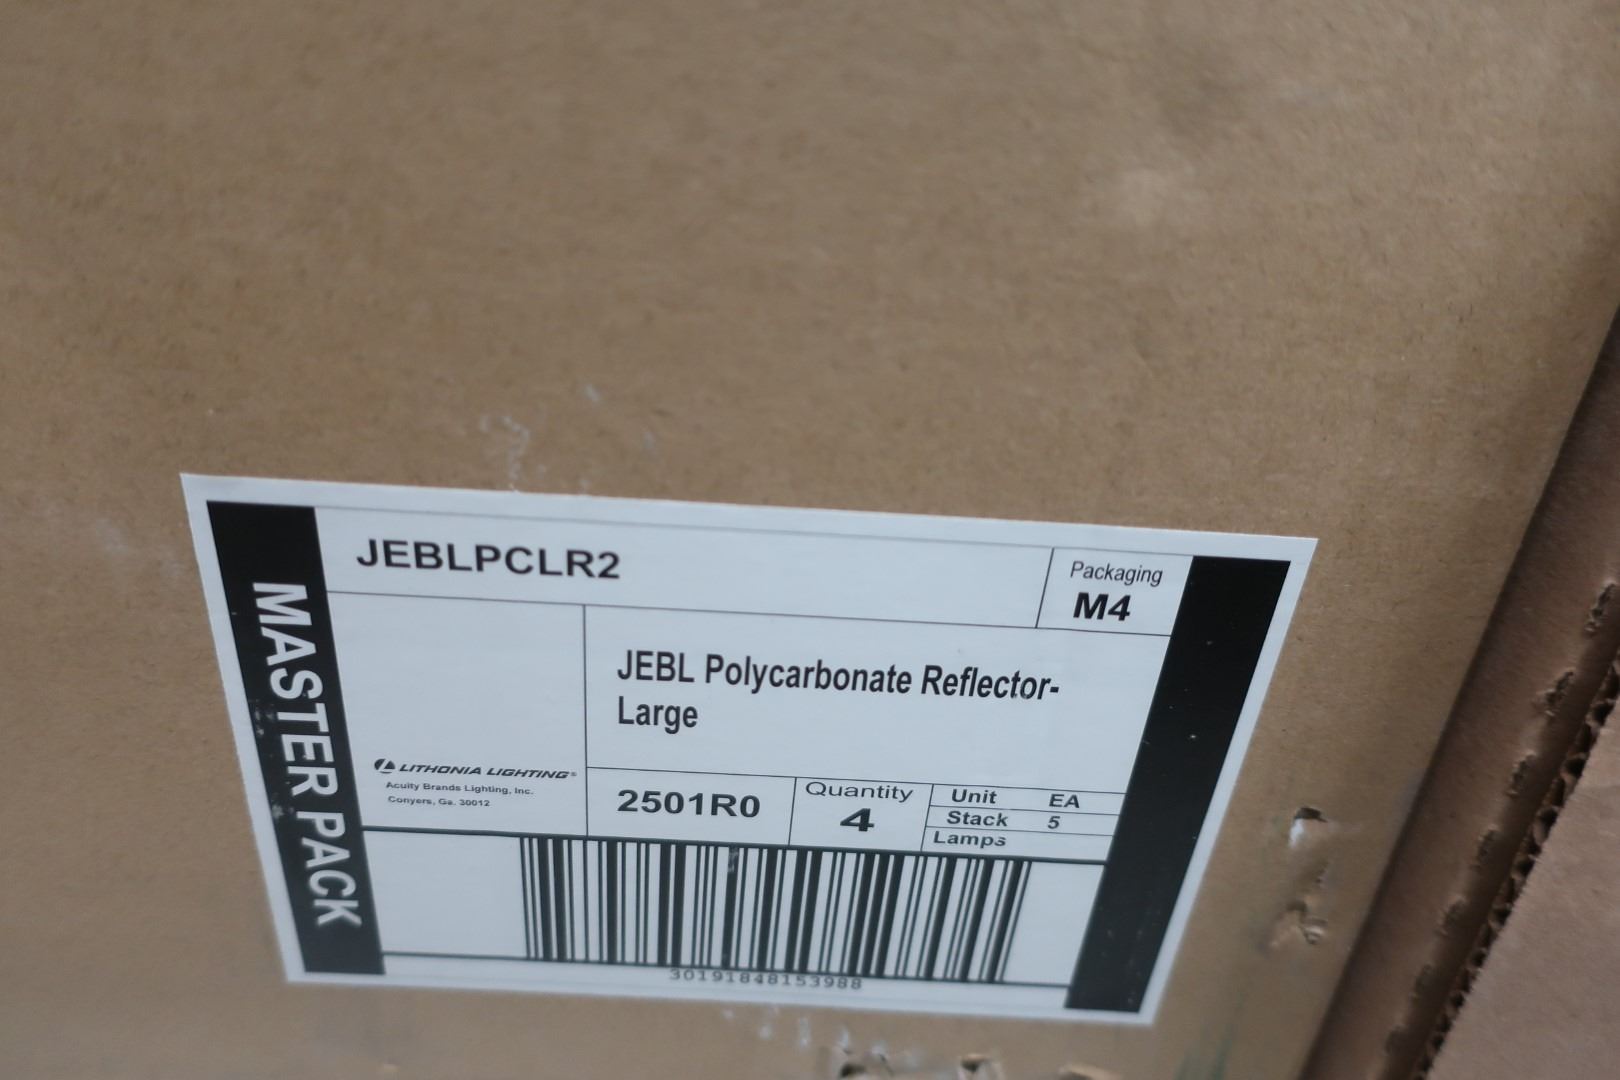 JEBLPCLR2
Packaging
M4
MASTER PACK
JEBL Polycarbonate Reflector-
Large
LITHONIA LIGHTING®
Acuity Brands Lighting, Inc.
Conyers, Ga. 30012
2501R0
Quantity
4
Unit EA
Stack 5
Lamps
30191848153988